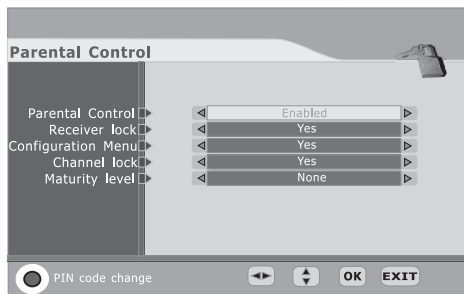 Parental Control
Parental Control Enabled
Receiver lock Yes
Configuration Menu Yes
Channel lock Yes
Maturity level None
PIN code change OK EXIT